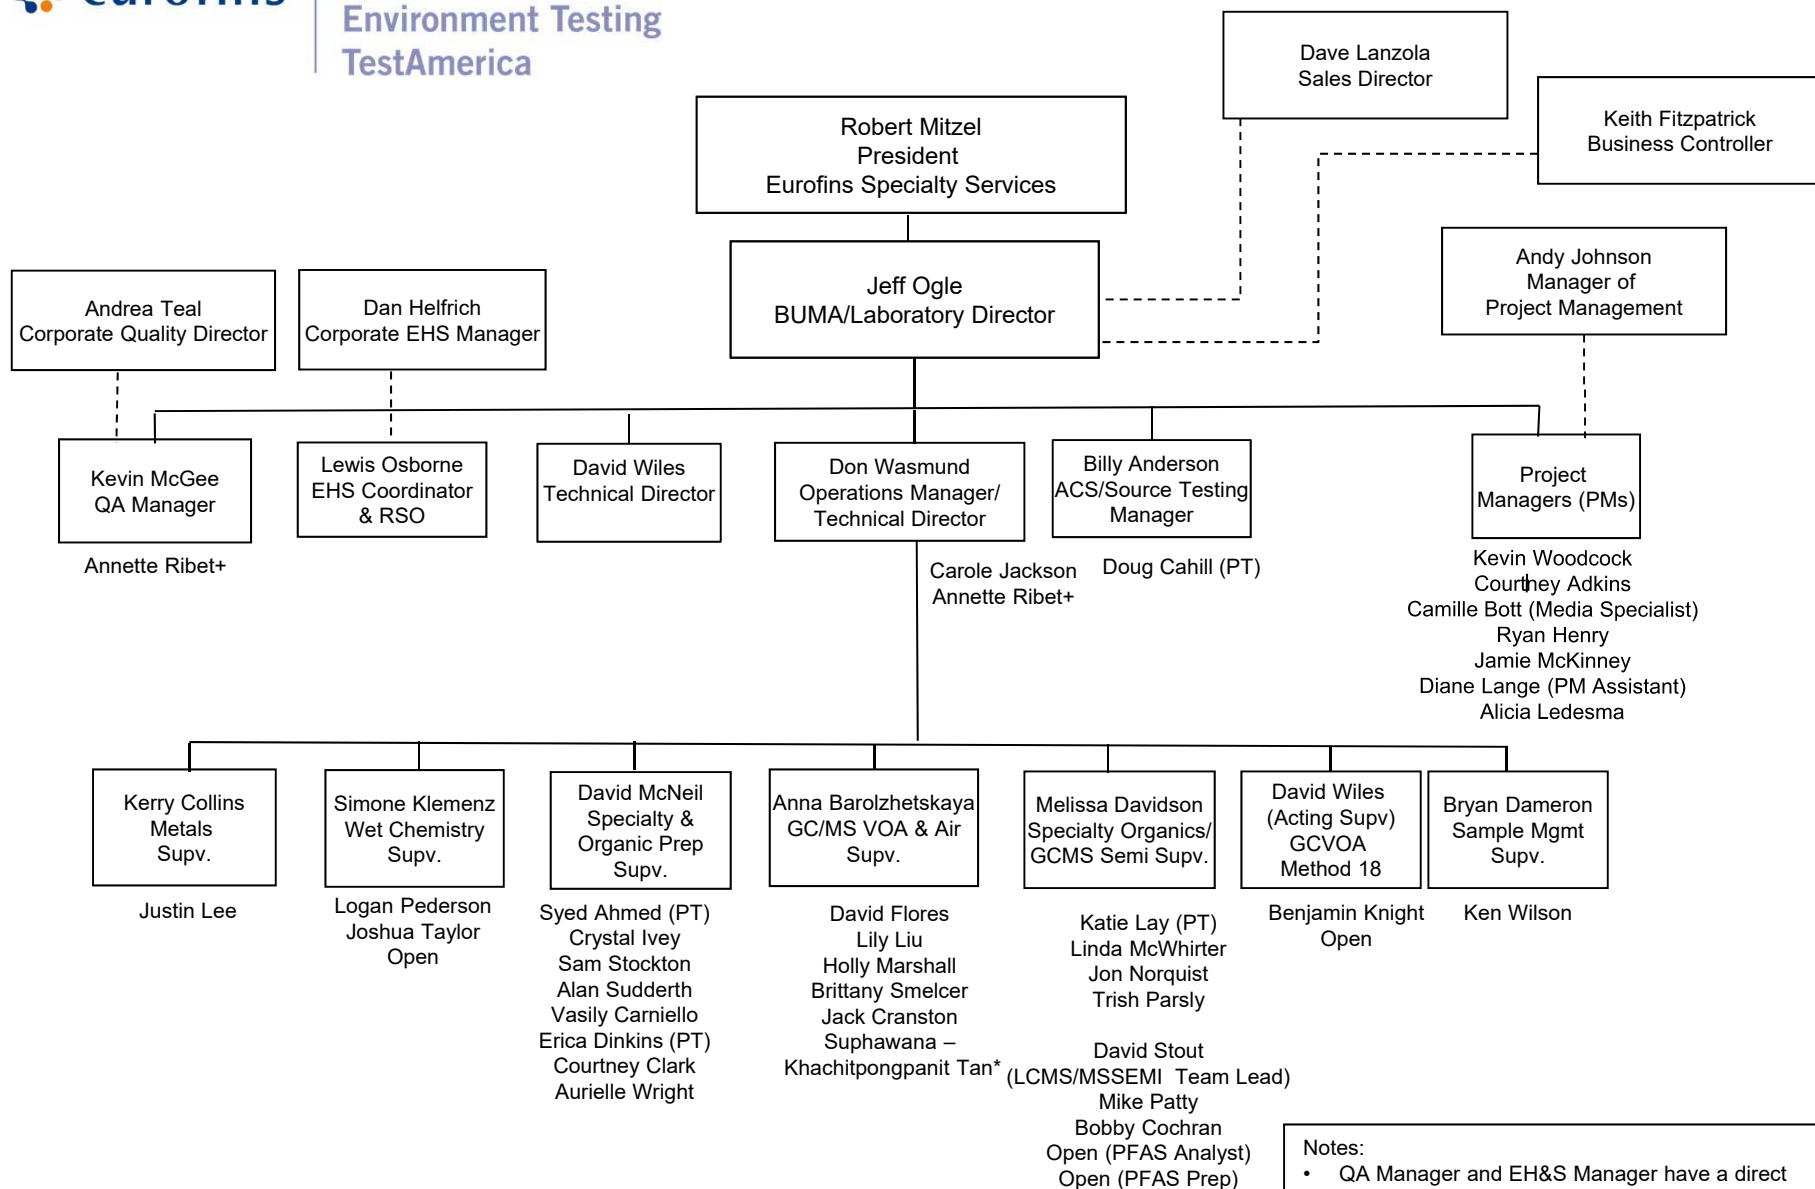 eurofins
Environment Testing
TestAmerica
Dave Lanzola
Sales Director
Keith Fitzpatrick
Business Controller
Robert Mitzel
President
Eurofins Specialty Services
Jeff Ogle
BUMA/Laboratory Director
Andy Johnson
Manager of
Project Management
Andrea Teal
Corporate Quality Director
Dan Helfrich
Corporate EHS Manager
Kevin McGee
QA Manager
Annette Ribet+
Lewis Osborne
EHS Coordinator
& RSO
David Wiles
Technical Director
Don Wasmund
Operations Manager/
Technical Director
Carole Jackson
Annette Ribet+
Billy Anderson
ACS/Source Testing
Manager
Doug Cahill (PT)
Project
Managers (PMs)
Kevin Woodcock
Courtney Adkins
Camille Bott (Media Specialist)
Ryan Henry
Jamie McKinney
Diane Lange (PM Assistant)
Alicia Ledesma
Kerry Collins
Metals
Supv.
Justin Lee
Simone Klemenz
Wet Chemistry
Supv.
Logan Pederson
Joshua Taylor
Open
David McNeil
Specialty &
Organic Prep
Supv.
Syed Ahmed (PT)
Crystal Ivey
Sam Stockton
Alan Sudderth
Vasily Carniello
Erica Dinkins (PT)
Courtney Clark
Aurielle Wright
Anna Barolzhetskaya
GC/MS VOA & Air
Supv.
David Flores
Lily Liu
Holly Marshall
Brittany Smelcer
Jack Cranston
Suphawana –
Khachitpongpanit Tan*
Melissa Davidson
Specialty Organics/
GCMS Semi Supv.
Katie Lay (PT)
Linda McWhirter
Jon Norquist
Trish Parsly
David Stout
(LCMS/MSSEMI Team Lead)
Mike Patty
Bobby Cochran
Open (PFAS Analyst)
Open (PFAS Prep)
David Wiles
(Acting Supv)
GCVOA
Method 18
Benjamin Knight
Open
Bryan Dameron
Sample Mgmt
Supv.
Ken Wilson
Notes:
• QA Manager and EH&S Manager have a direct